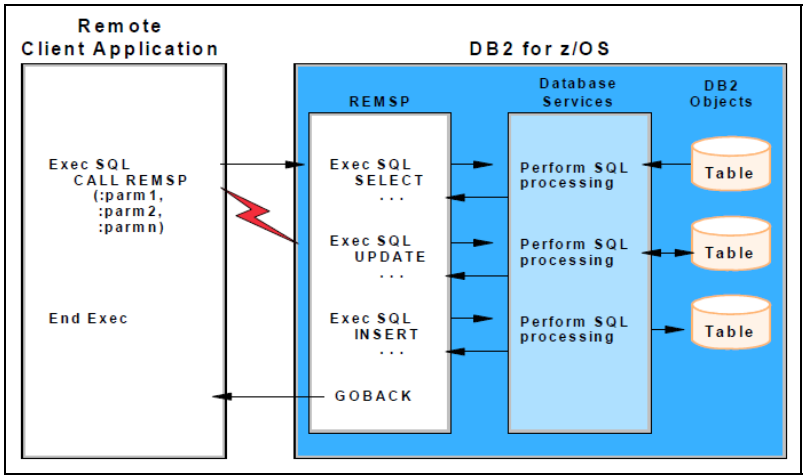 Remote
Client Application
DB2 for z/OS
REMSP
Database
Services
DB2
Objects
Exec SQL
CALL REMSP
(:parm1,
:parm2,
:parmn)
End Exec
Exec SQL
SELECT
...
Exec SQL
UPDATE
...
Exec SQL
INSERT
...
GOBACK
Perform SQL
processing
Perform SQL
processing
Perform SQL
processing
Table
Table
Table